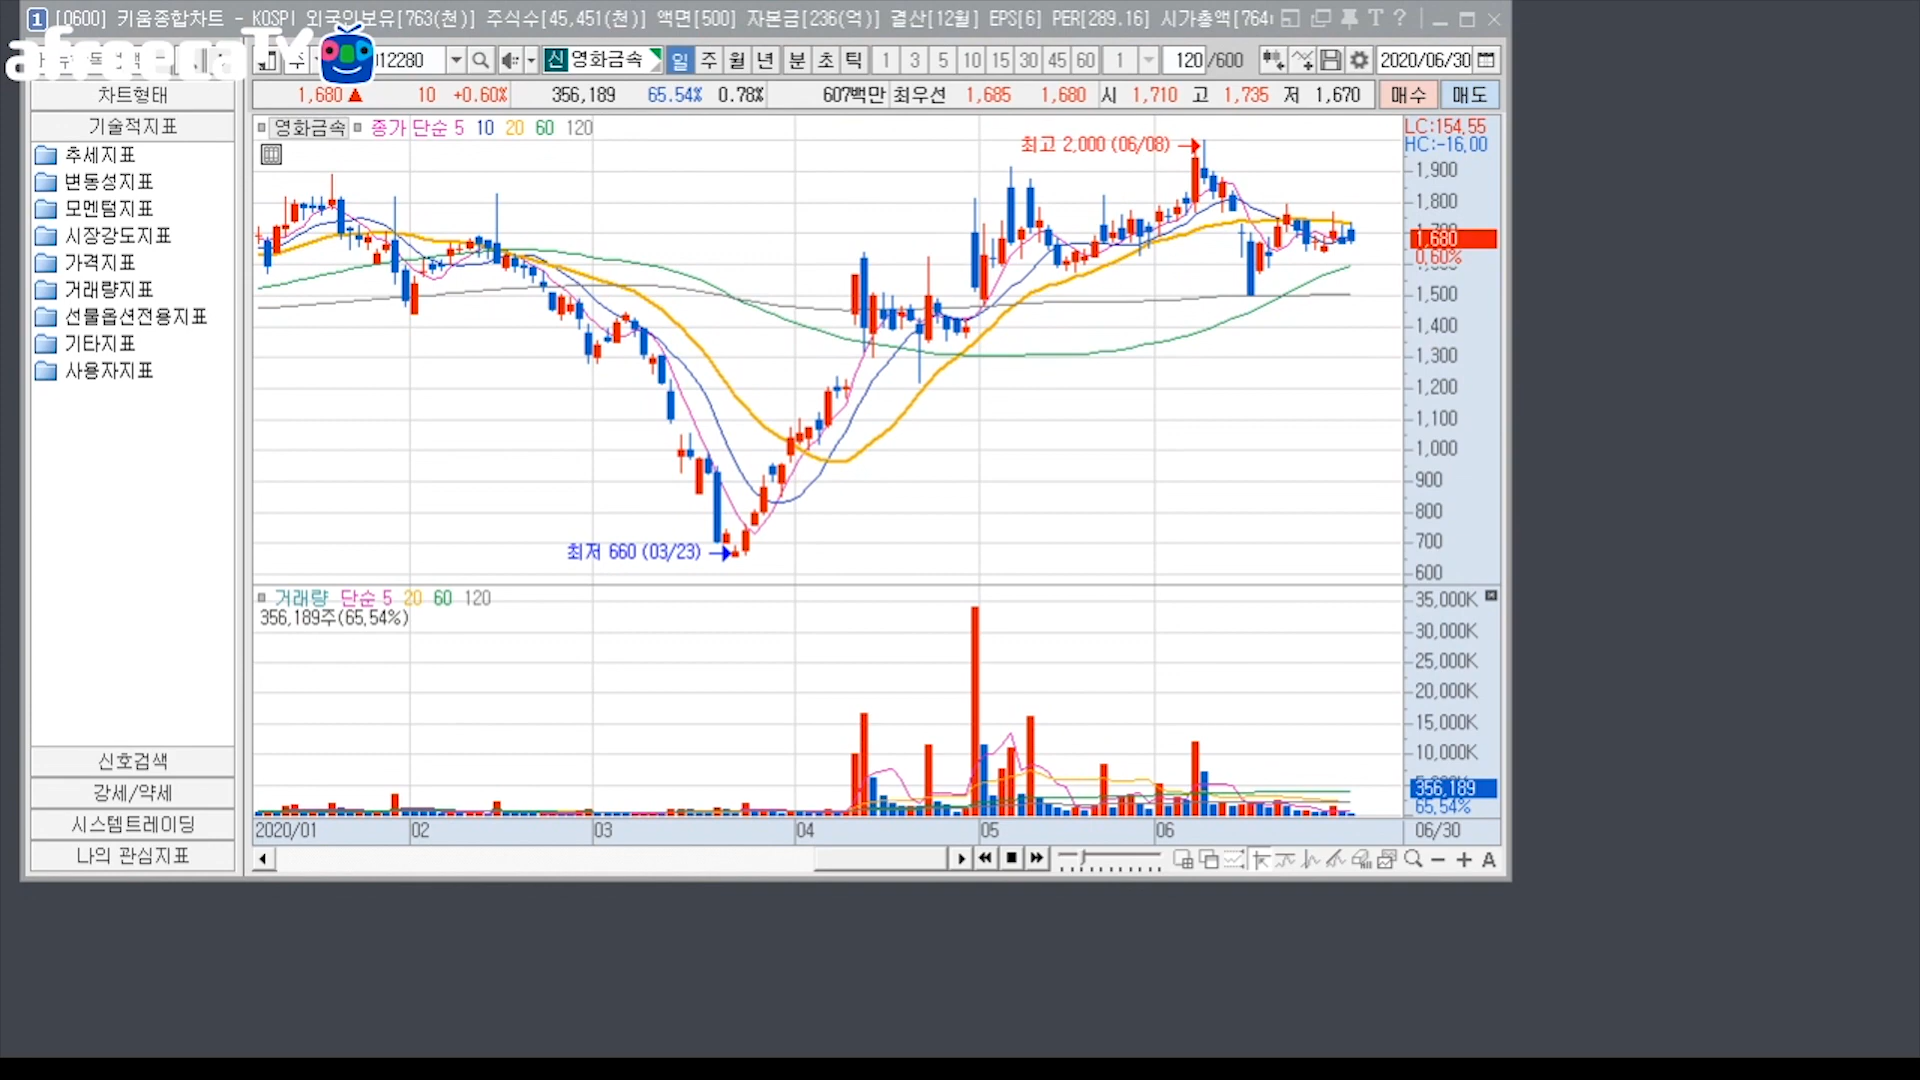 1 [0600] 키움종합차트 - KOSPI 외국인보유[763(천)] 주식수[45,451(천)] 액면[500] 자본금[236(억)] 결산[12월] EPS[6] PER[289.16] 시가총액[764
afreecaTV
12280 신 영화금속 일 주 월 년 분 초 틱 1 3 5 10 15 30 45 60 1 120 /600 2020/06/30
1,680 ▲ 10 +0.60% 356,189 65.54% 0.78% 607백만 최우선 1,685 1,680 시 1,710 고 1,735 저 1,670 매수 매도
차트형태
기술적지표
추세지표
변동성지표
모멘텀지표
시장강도지표
가격지표
거래량지표
선물옵션전용지표
기타지표
사용자지표
신호검색
강세/약세
시스템트레이딩
나의 관심지표
영화금속 종가 단순 5 10 20 60 120
최고 2,000 (06/08)
최저 660 (03/23)
LC:154.55
HC:-16.00
1,900
1,800
1,680
0.60%
1,500
1,400
1,300
1,200
1,100
1,000
900
800
700
600
거래량 단순 5 20 60 120
356,189주(65.54%)
35,000K
30,000K
25,000K
20,000K
15,000K
10,000K
356,189
65.54%
2020/01 02 03 04 05 06 06/30
A